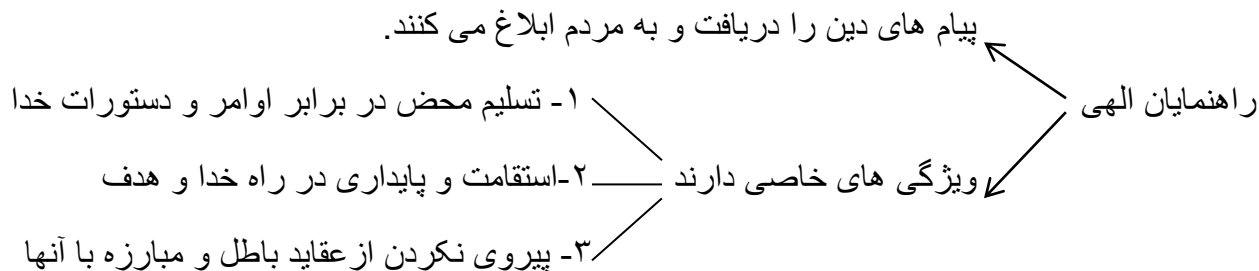 پیام های دین را دریافت و به مردم ابلاغ می کنند.
راهنمایان الهی
۱- تسلیم محض در برابر اوامر و دستورات خدا
ویژگی های خاصی دارند
۲-استقامت و پایداری در راه خدا و هدف
۳- پیروی نکردن ازعقاید باطل و مبارزه با آنها